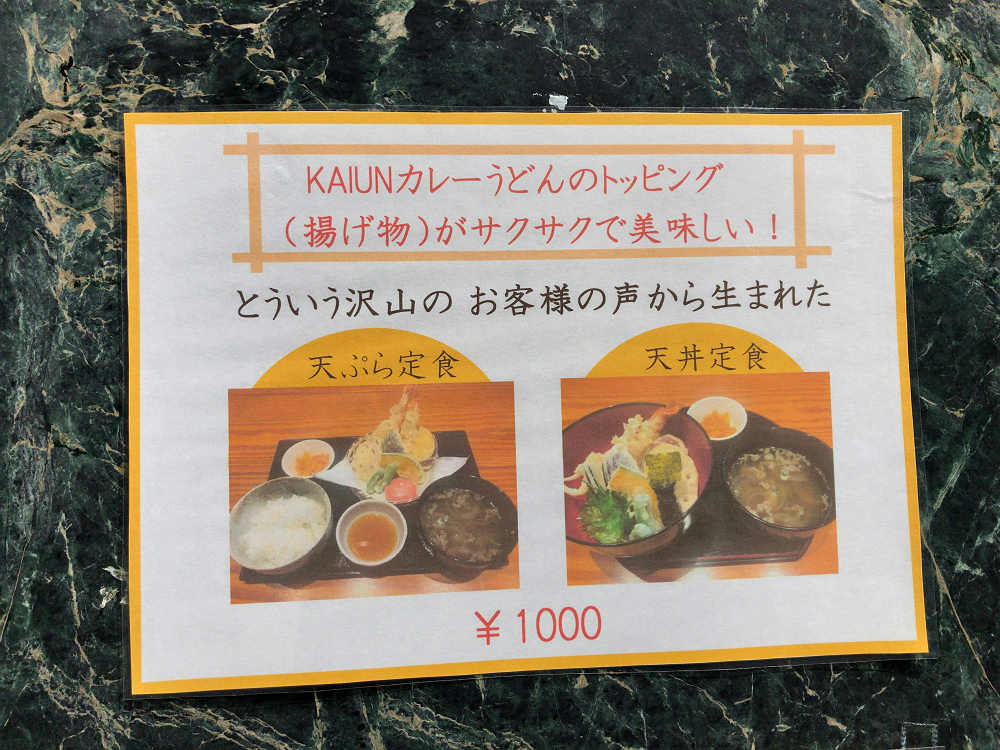 KAIUNカレーうどんのトッピング
(揚げ物)がサクサクで美味しい!
とういう沢山の お客様の声から生まれた
天ぷら定食
天丼定食
¥1000